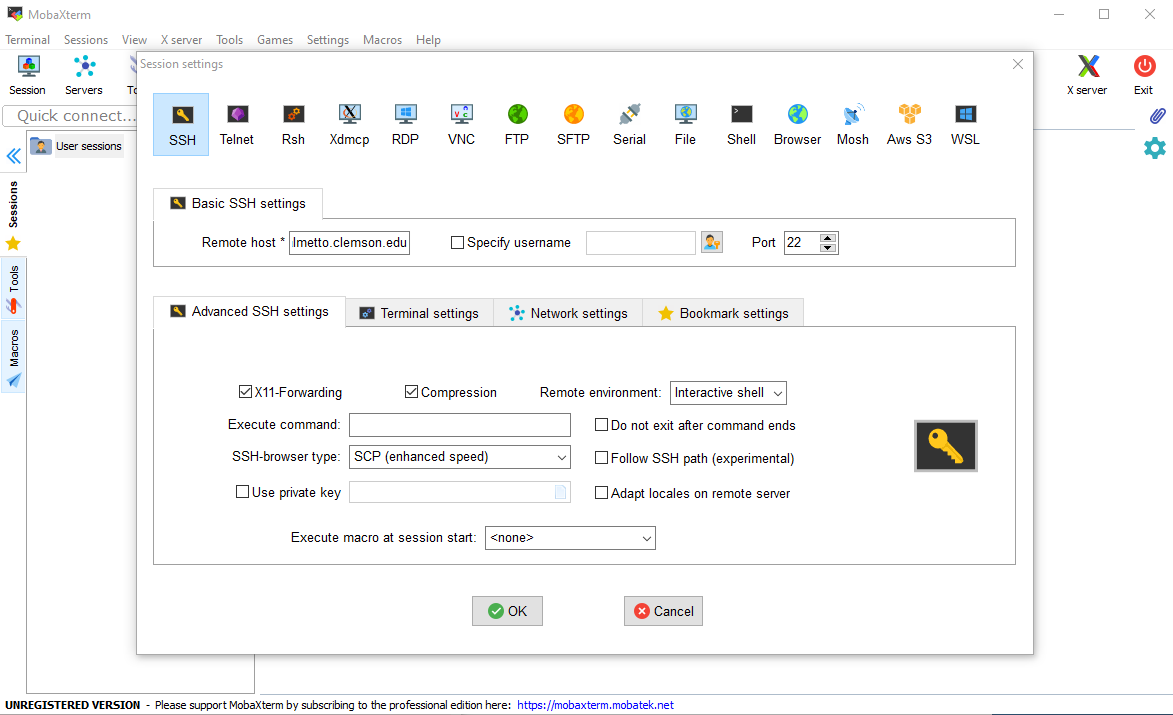 MobaXterm
Terminal Sessions View X server Tools Games Settings Macros Help
Session Servers X server Exit
Quick connect...
User sessions
Sessions
Tools
Macros
Session settings
SSH Telnet Rsh Xdmcp RDP VNC FTP SFTP Serial File Shell Browser Mosh Aws S3 WSL
Basic SSH settings
Remote host * lmetto.clemson.edu Specify username Port 22
Advanced SSH settings Terminal settings Network settings Bookmark settings
X11-Forwarding Compression Remote environment: Interactive shell
Execute command: Do not exit after command ends
SSH-browser type: SCP (enhanced speed) Follow SSH path (experimental)
Use private key Adapt locales on remote server
Execute macro at session start: <none>
OK Cancel
UNREGISTERED VERSION - Please support MobaXterm by subscribing to the professional edition here: https://mobaxterm.mobatek.net